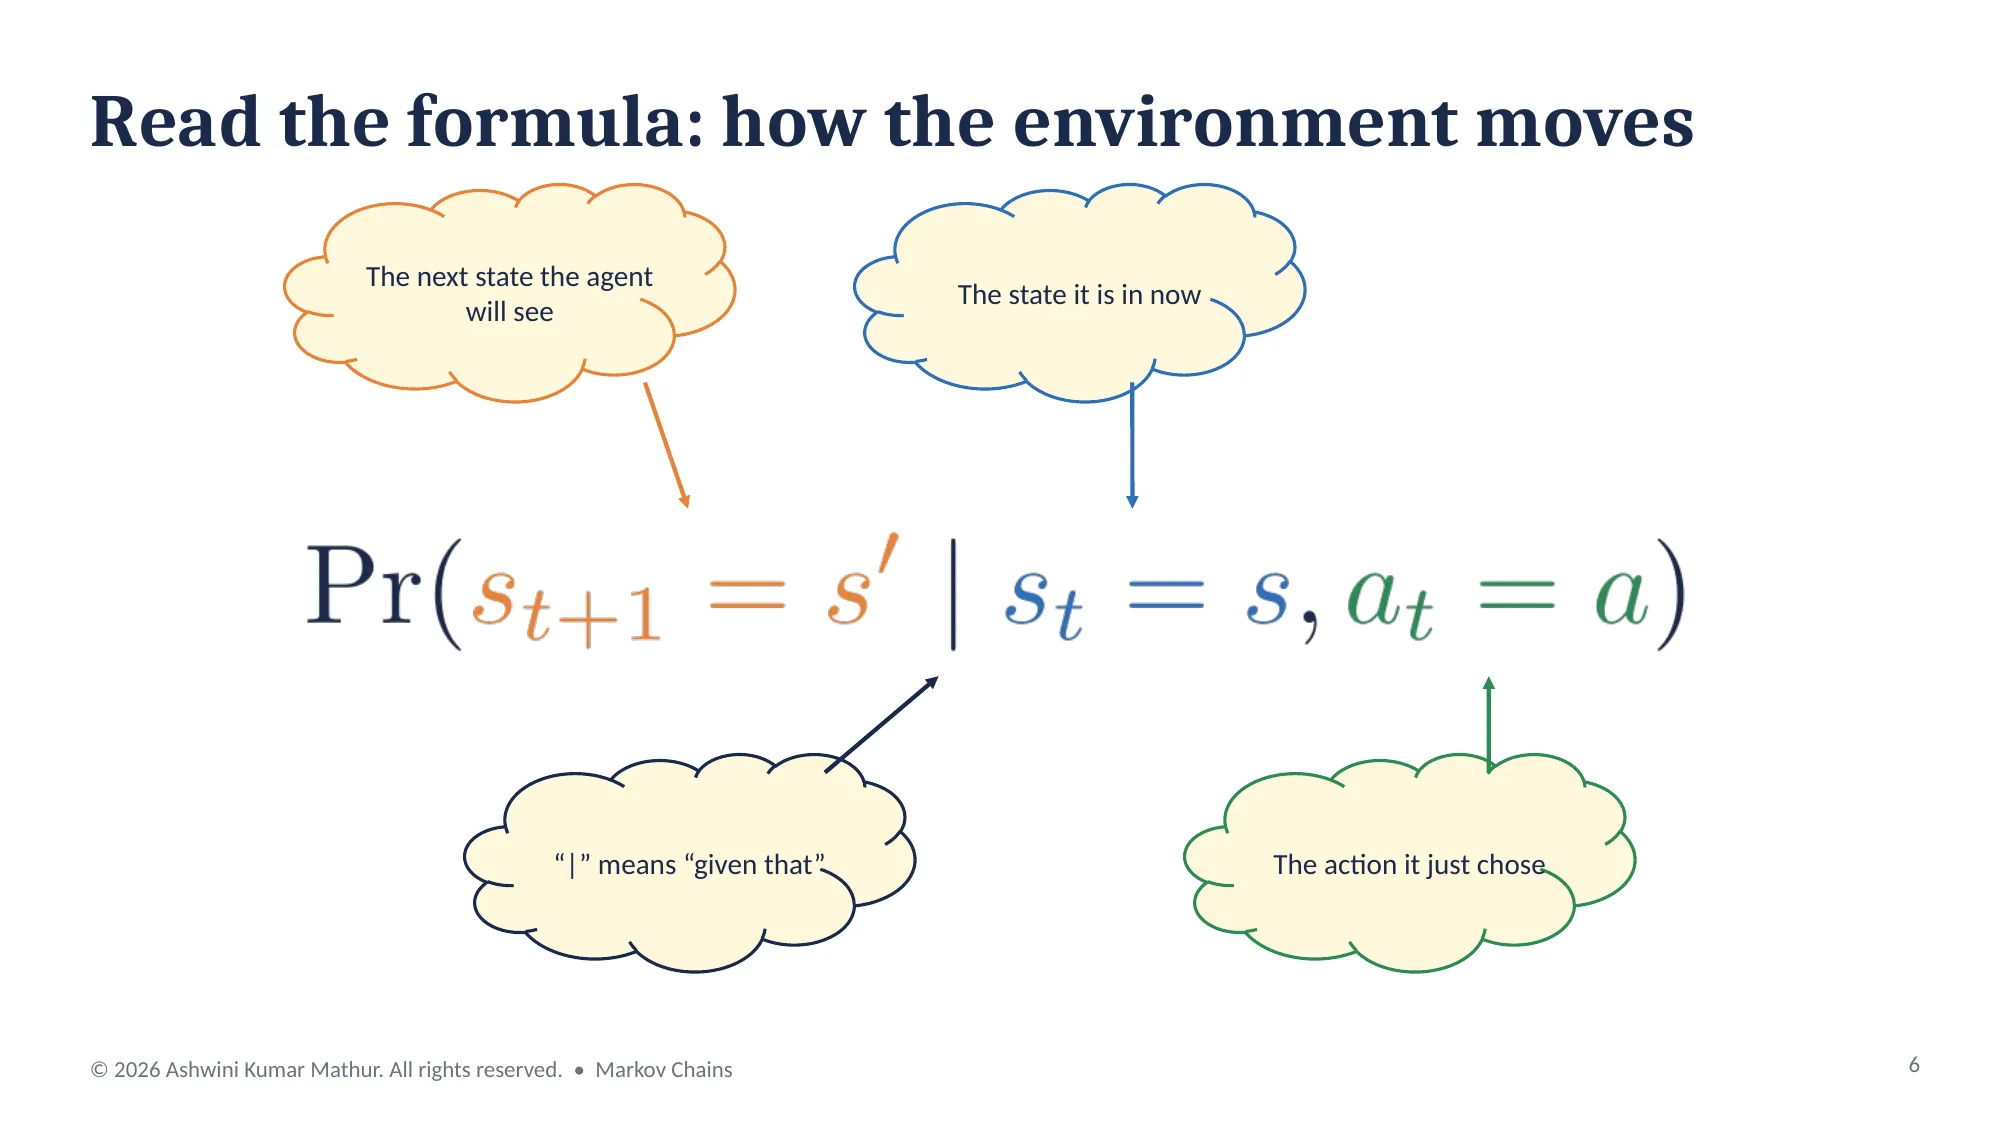 Read the formula: how the environment moves
The next state the agent
will see
The state it is in now
Pr(s_{t+1} = s′ | s_t = s, a_t = a)
“|” means “given that”
The action it just chose
© 2026 Ashwini Kumar Mathur. All rights reserved. • Markov Chains
6